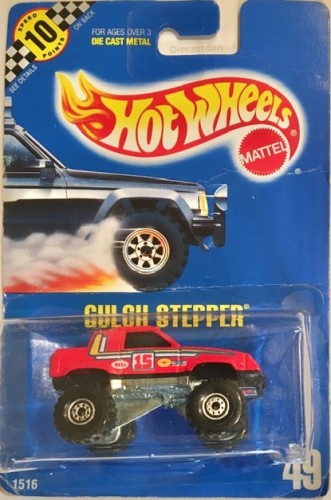 SPEED
10
POINTS
SEE DETAILS
ON BACK
FOR AGES OVER 3
DIE CAST METAL
Diecastdan
Hot Wheels
MATTEL
GULCH STEPPER®
15
1516
49